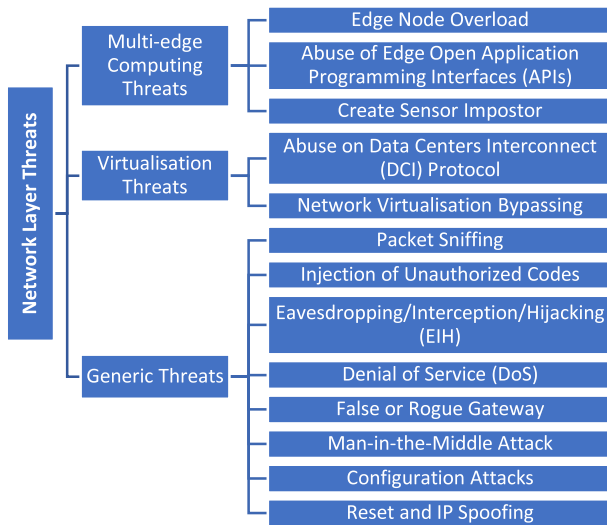 Network Layer Threats
Multi-edge
Computing
Threats
Edge Node Overload
Abuse of Edge Open Application
Programming Interfaces (APIs)
Create Sensor Impostor
Virtualisation
Threats
Abuse on Data Centers Interconnect
(DCI) Protocol
Network Virtualisation Bypassing
Generic Threats
Packet Sniffing
Injection of Unauthorized Codes
Eavesdropping/Interception/Hijacking
(EIH)
Denial of Service (DoS)
False or Rogue Gateway
Man-in-the-Middle Attack
Configuration Attacks
Reset and IP Spoofing